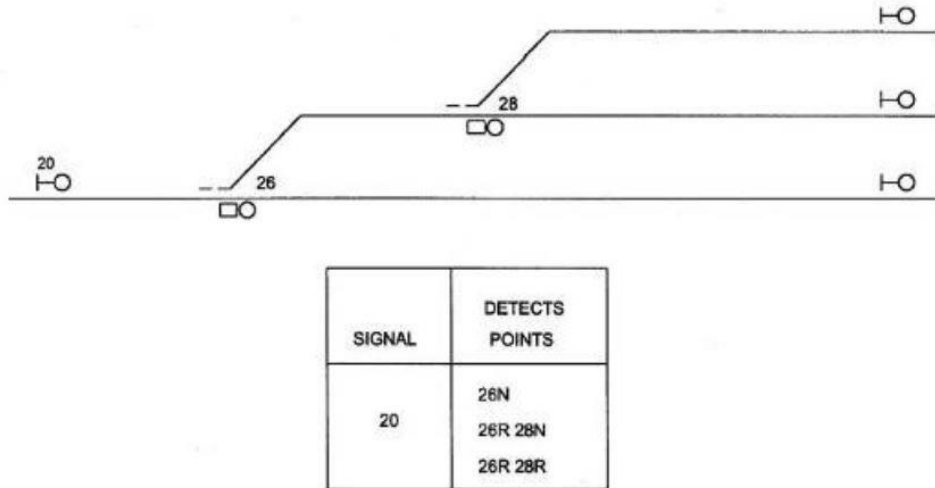 28
20
26
SIGNAL
DETECTS
POINTS
20
26N
26R 28N
26R 28R